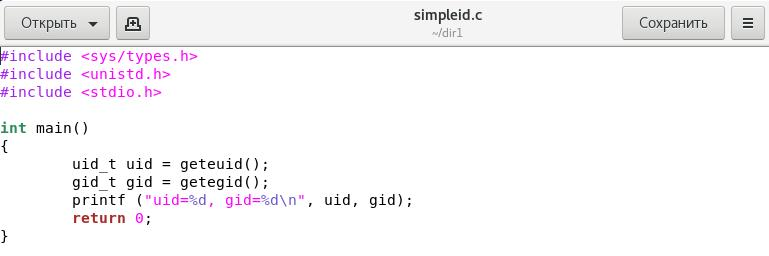 Открыть
simpleid.c
~/dir1
Сохранить
#include <sys/types.h>
#include <unistd.h>
#include <stdio.h>
int main()
{
        uid_t uid = geteuid();
        gid_t gid = getegid();
        printf ("uid=%d, gid=%d\n", uid, gid);
        return 0;
}